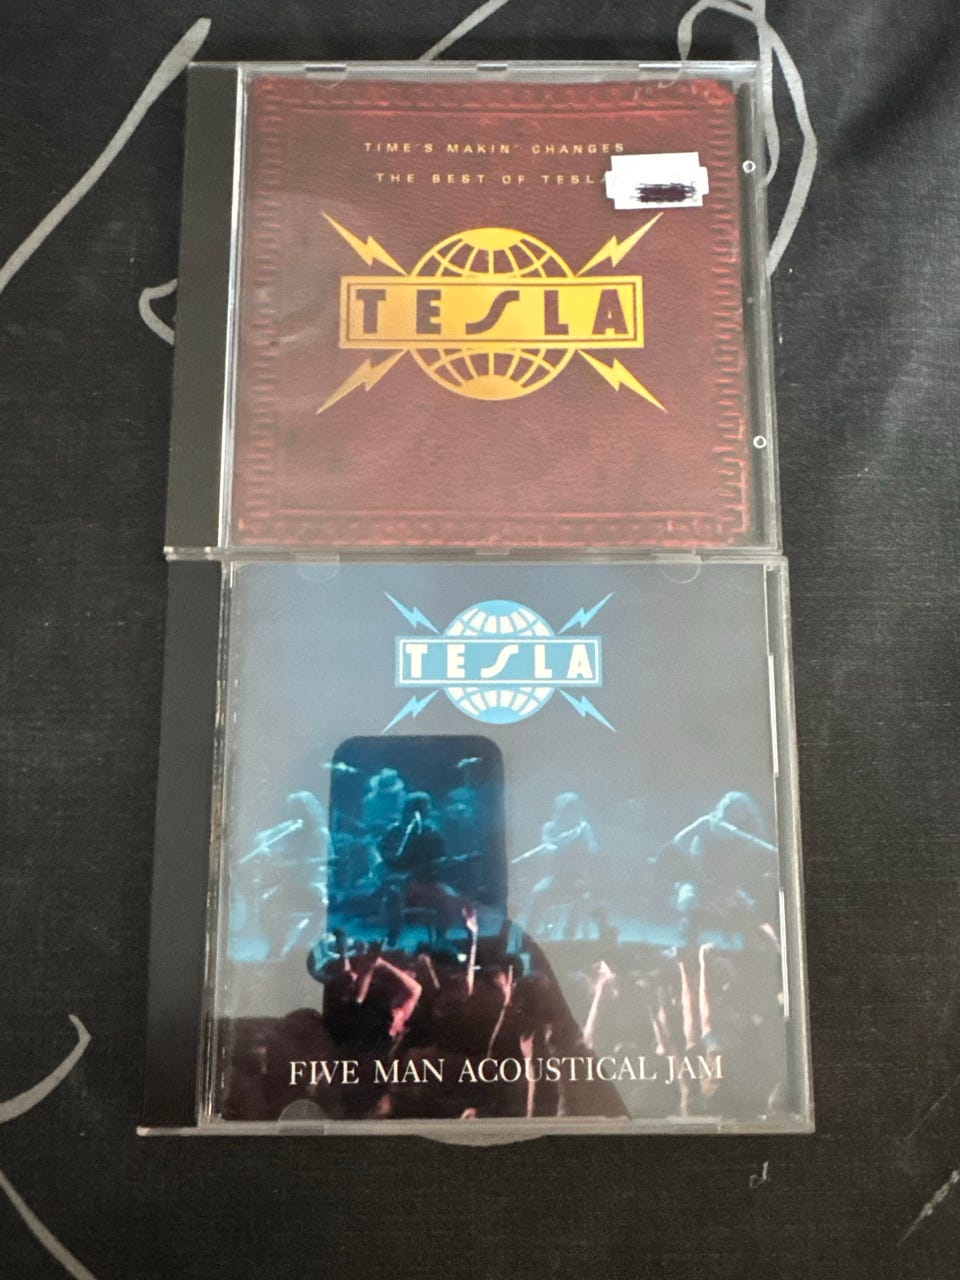 TIME'S MAKIN' CHANGES
THE BEST OF TESLA
TESLA
TESLA
FIVE MAN ACOUSTICAL JAM